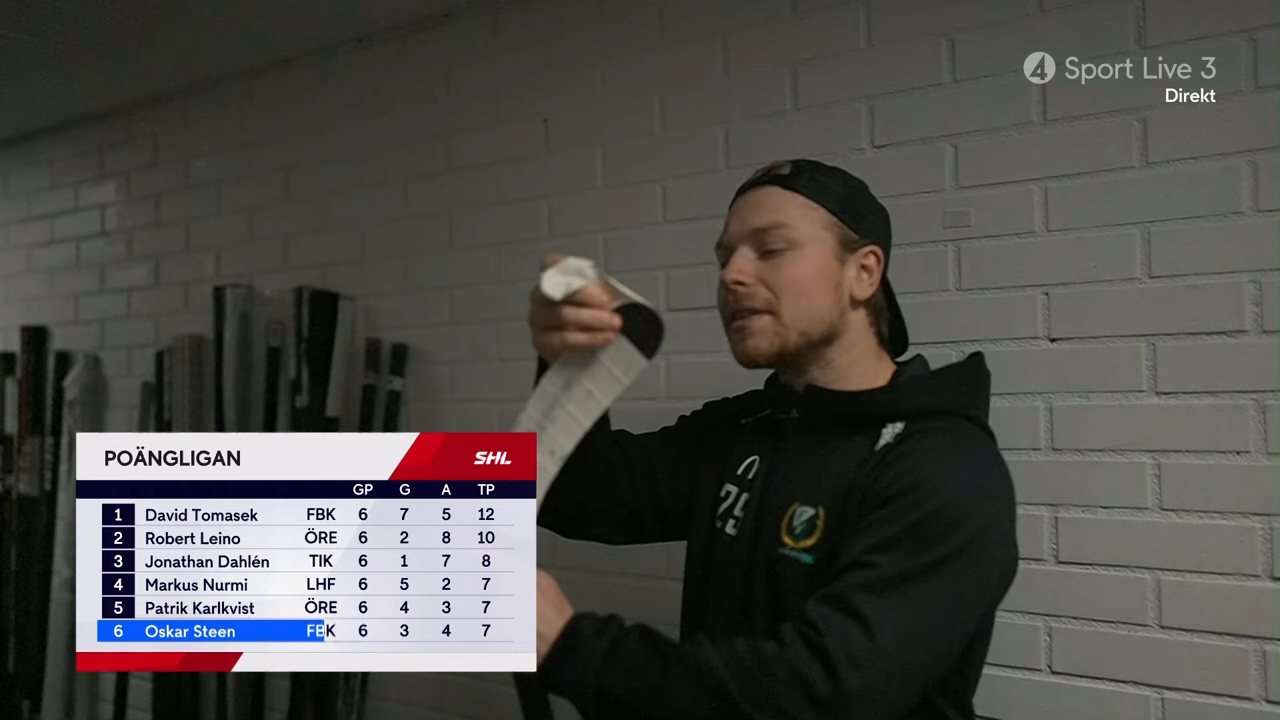 4 Sport Live 3
Direkt
POÄNGLIGAN SHL
GP G A TP
1 David Tomasek FBK 6 7 5 12
2 Robert Leino ÖRE 6 2 8 10
3 Jonathan Dahlén TIK 6 1 7 8
4 Markus Nurmi LHF 6 5 2 7
5 Patrik Karlkvist ÖRE 6 4 3 7
6 Oskar Steen FBK 6 3 4 7